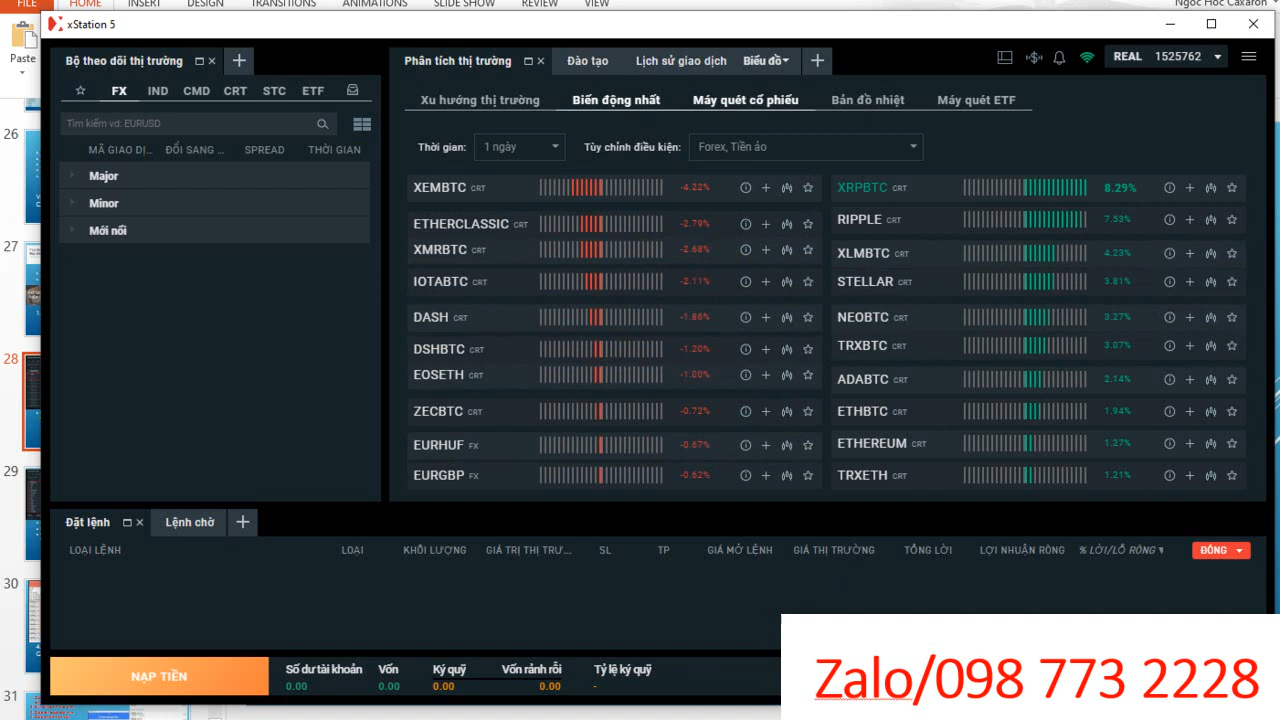 FILE HOME INSERT DESIGN TRANSITIONS ANIMATIONS SLIDE SHOW REVIEW VIEW Ngoc Hoc Caxaron
Paste
26
27
28
29
30
31
xStation 5
Bộ theo dõi thị trường
FX IND CMD CRT STC ETF
Tìm kiếm vd: EURUSD
MÃ GIAO DỊ... ĐỔI SANG ... SPREAD THỜI GIAN
Major
Minor
Mới nổi
Phân tích thị trường Đào tạo Lịch sử giao dịch Biểu đồ
REAL 1525762
Xu hướng thị trường Biến động nhất Máy quét cổ phiếu Bản đồ nhiệt Máy quét ETF
Thời gian: 1 ngày Tùy chỉnh điều kiện: Forex, Tiền ảo
XEMBTC CRT -4.22%
ETHERCLASSIC CRT -2.79%
XMRBTC CRT -2.68%
IOTABTC CRT -2.11%
DASH CRT -1.86%
DSHBTC CRT -1.20%
EOSETH CRT -1.00%
ZECBTC CRT -0.72%
EURHUF FX -0.67%
EURGBP FX -0.62%
XRPBTC CRT 8.29%
RIPPLE CRT 7.53%
XLMBTC CRT 4.23%
STELLAR CRT 3.81%
NEOBTC CRT 3.27%
TRXBTC CRT 3.07%
ADABTC CRT 2.14%
ETHBTC CRT 1.94%
ETHEREUM CRT 1.27%
TRXETH CRT 1.21%
Đặt lệnh Lệnh chờ
LOẠI LỆNH LOẠI KHỐI LƯỢNG GIÁ TRỊ THỊ TRƯ... SL TP GIÁ MỞ LỆNH GIÁ THỊ TRƯỜNG TỔNG LỜI LỢI NHUẬN RÒNG % LỜI/LỖ RÒNG ĐÓNG
NẠP TIỀN
Số dư tài khoản Vốn Ký quỹ Vốn rảnh rỗi Tỷ lệ ký quỹ
0.00 0.00 0.00 0.00 -
Zalo/098 773 2228